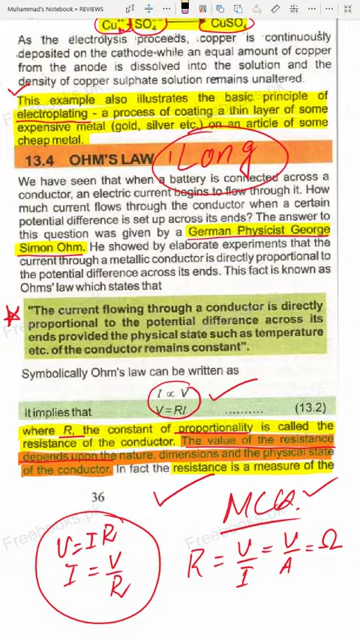 Muhammad's Notebook
REVISION
Cu⁺⁺ + SO₄⁻⁻ CuSO₄
As the electrolysis proceeds, copper is continuously
deposited on the cathode while an equal amount of copper
from the anode is dissolved into the solution and the
density of copper sulphate solution remains unaltered.
This example also illustrates the basic principle of
electroplating - a process of coating a thin layer of some
expensive metal (gold, silver etc.) on an article of some
cheap metal.
13.4 OHM'S LAW Long
We have seen that when a battery is connected across a
conductor, an electric current begins to flow through it. How
much current flows through the conductor when a certain
potential difference is set up across its ends? The answer to
this question was given by a German Physicist George
Simon Ohm. He showed by elaborate experiments that the
current through a metallic conductor is directly proportional to
the potential difference across its ends. This fact is known as
Ohms' law which states that
"The current flowing through a conductor is directly
proportional to the potential difference across its
ends provided the physical state such as temperature
etc. of the conductor remains constant".
Symbolically Ohm's law can be written as
I ∝ V
It implies that V = RI .......... (13.2)
where R, the constant of proportionality is called the
resistance of the conductor. The value of the resistance
depends upon the nature, dimensions and the physical state
of the conductor. In fact the resistance is a measure of the
36
MCQ
V = IR
I = V/R
R = V/I = V/A = Ω
Freebooks.pk